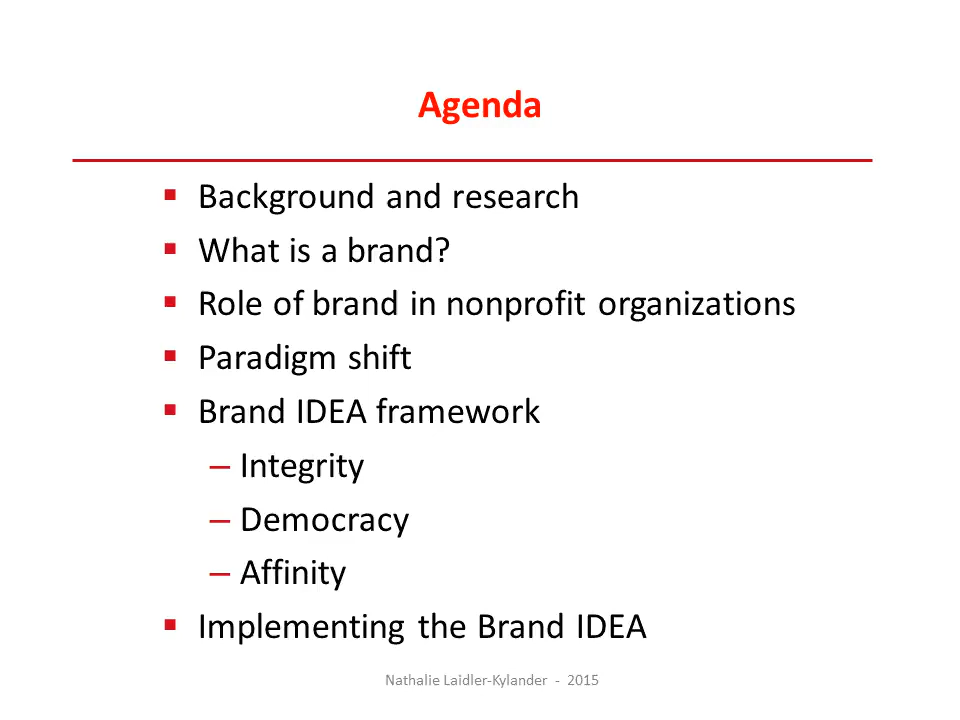 Agenda
▪ Background and research
▪ What is a brand?
▪ Role of brand in nonprofit organizations
▪ Paradigm shift
▪ Brand IDEA framework
– Integrity
– Democracy
– Affinity
▪ Implementing the Brand IDEA
Nathalie Laidler-Kylander - 2015